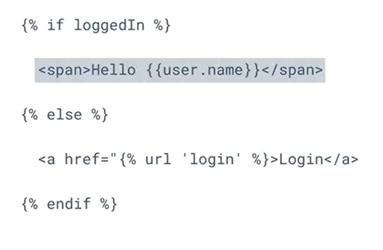 {% if loggedIn %}
<span>Hello {{user.name}}</span>
{% else %}
<a href="{% url 'login' %}>Login</a>
{% endif %}